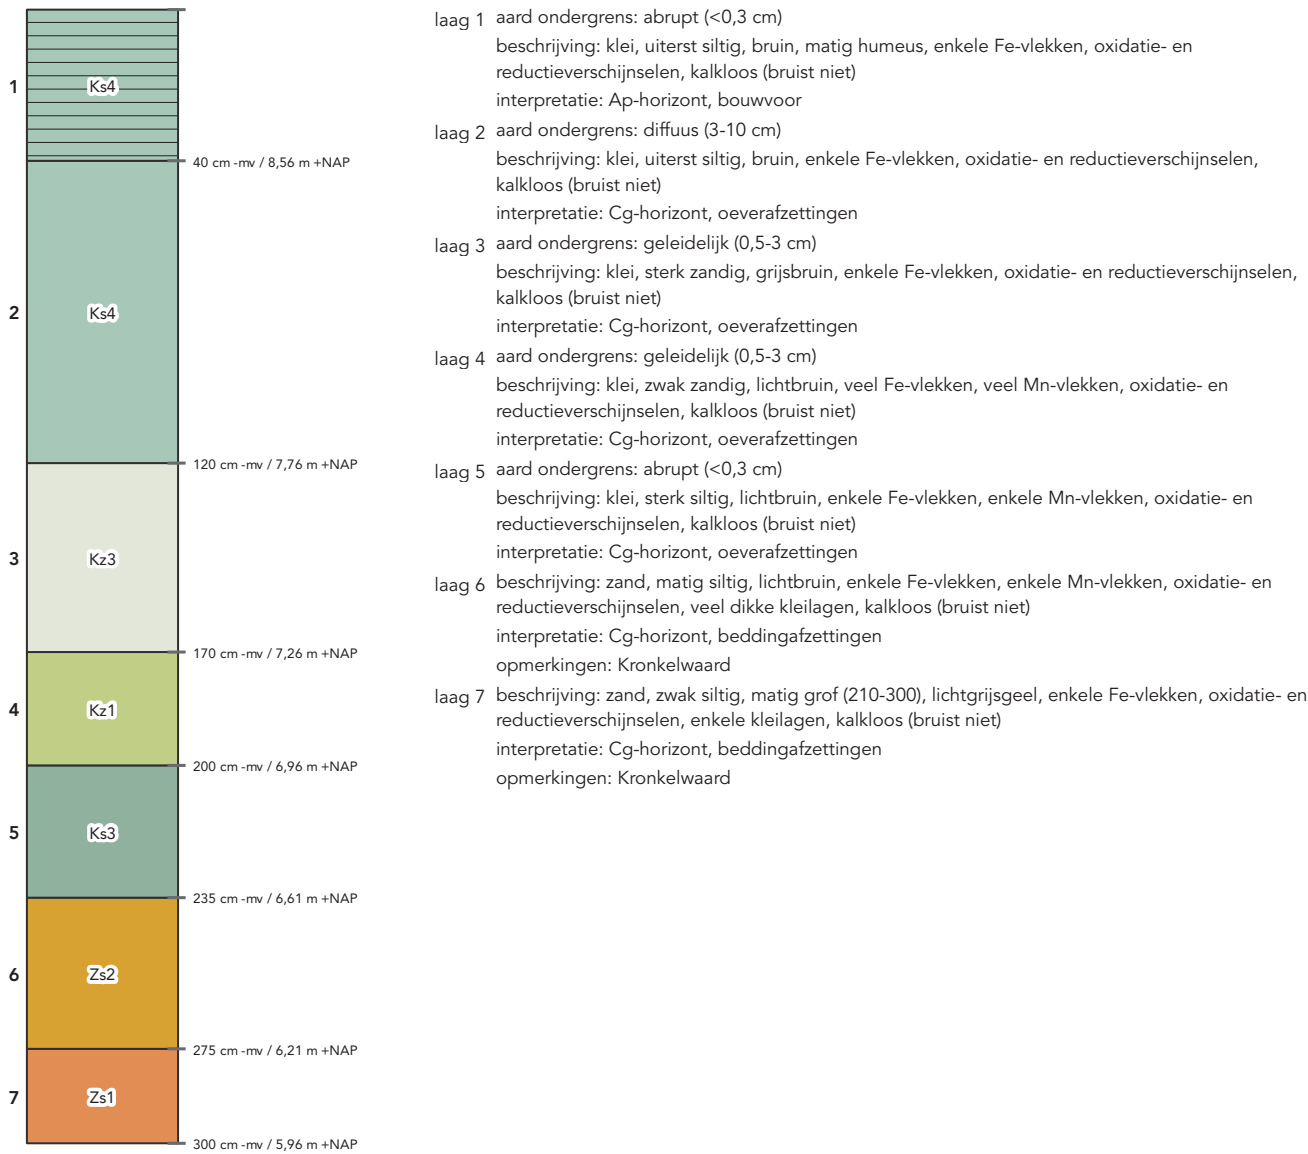 1
Ks4
40 cm -mv / 8,56 m +NAP
2
Ks4
120 cm -mv / 7,76 m +NAP
3
Kz3
170 cm -mv / 7,26 m +NAP
4
Kz1
200 cm -mv / 6,96 m +NAP
5
Ks3
235 cm -mv / 6,61 m +NAP
6
Zs2
275 cm -mv / 6,21 m +NAP
7
Zs1
300 cm -mv / 5,96 m +NAP
laag 1 aard ondergrens: abrupt (<0,3 cm)
beschrijving: klei, uiterst siltig, bruin, matig humeus, enkele Fe-vlekken, oxidatie- en
reductieverschijnselen, kalkloos (bruist niet)
interpretatie: Ap-horizont, bouwvoor
laag 2 aard ondergrens: diffuus (3-10 cm)
beschrijving: klei, uiterst siltig, bruin, enkele Fe-vlekken, oxidatie- en reductieverschijnselen,
kalkloos (bruist niet)
interpretatie: Cg-horizont, oeverafzettingen
laag 3 aard ondergrens: geleidelijk (0,5-3 cm)
beschrijving: klei, sterk zandig, grijsbruin, enkele Fe-vlekken, oxidatie- en reductieverschijnselen,
kalkloos (bruist niet)
interpretatie: Cg-horizont, oeverafzettingen
laag 4 aard ondergrens: geleidelijk (0,5-3 cm)
beschrijving: klei, zwak zandig, lichtbruin, veel Fe-vlekken, veel Mn-vlekken, oxidatie- en
reductieverschijnselen, kalkloos (bruist niet)
interpretatie: Cg-horizont, oeverafzettingen
laag 5 aard ondergrens: abrupt (<0,3 cm)
beschrijving: klei, sterk siltig, lichtbruin, enkele Fe-vlekken, enkele Mn-vlekken, oxidatie- en
reductieverschijnselen, kalkloos (bruist niet)
interpretatie: Cg-horizont, oeverafzettingen
laag 6 beschrijving: zand, matig siltig, lichtbruin, enkele Fe-vlekken, enkele Mn-vlekken, oxidatie- en
reductieverschijnselen, veel dikke kleilagen, kalkloos (bruist niet)
interpretatie: Cg-horizont, beddingafzettingen
opmerkingen: Kronkelwaard
laag 7 beschrijving: zand, zwak siltig, matig grof (210-300), lichtgrijsgeel, enkele Fe-vlekken, oxidatie- en
reductieverschijnselen, enkele kleilagen, kalkloos (bruist niet)
interpretatie: Cg-horizont, beddingafzettingen
opmerkingen: Kronkelwaard